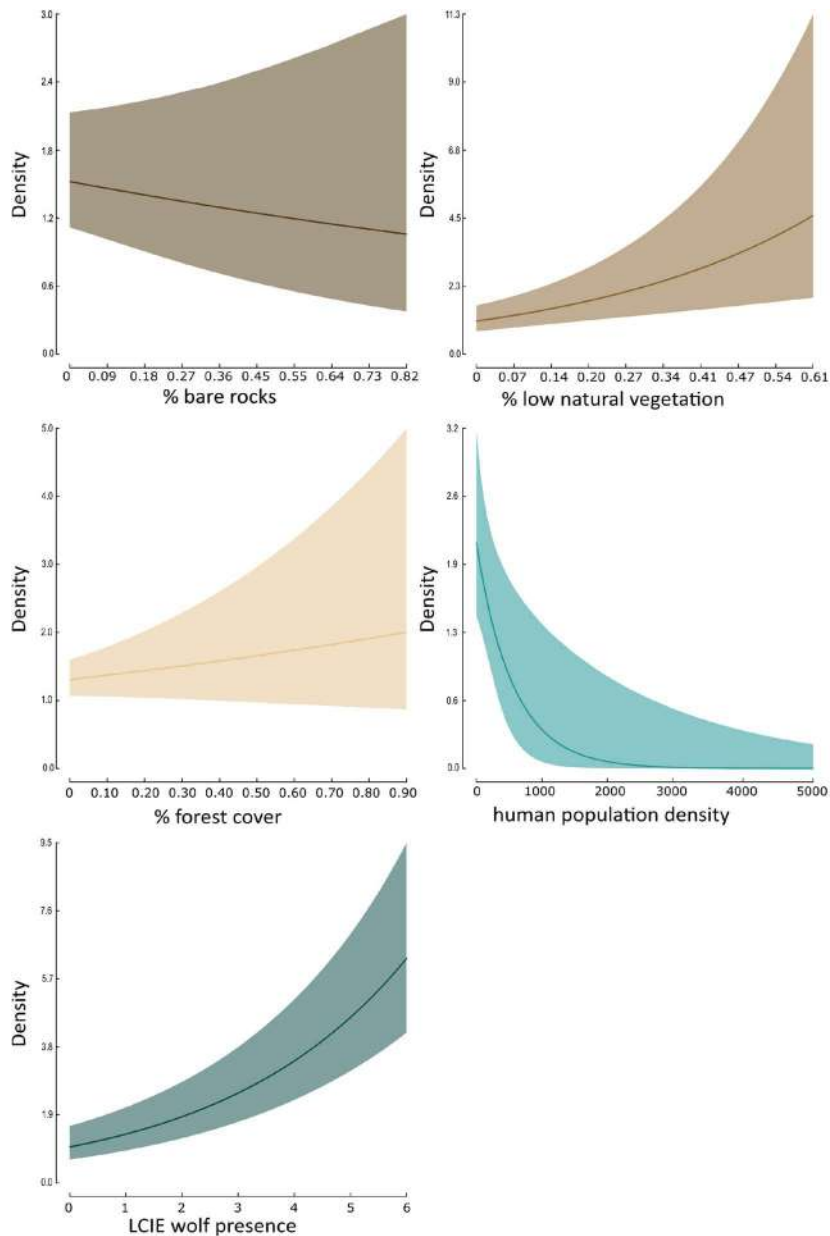 3.0
2.4
1.8
1.2
0.6
0.0
Density
0 0.09 0.18 0.27 0.36 0.45 0.55 0.64 0.73 0.82
% bare rocks
11.3
9.0
6.8
4.5
2.3
0.0
Density
0 0.07 0.14 0.20 0.27 0.34 0.41 0.47 0.54 0.61
% low natural vegetation
5.0
4.0
3.0
2.0
1.0
0.0
Density
0 0.10 0.20 0.30 0.40 0.50 0.60 0.70 0.80 0.90
% forest cover
3.2
2.6
1.9
1.3
0.6
0.0
Density
0 1000 2000 3000 4000 5000
human population density
9.5
7.6
5.7
3.8
1.9
0.0
Density
0 1 2 3 4 5 6
LCIE wolf presence